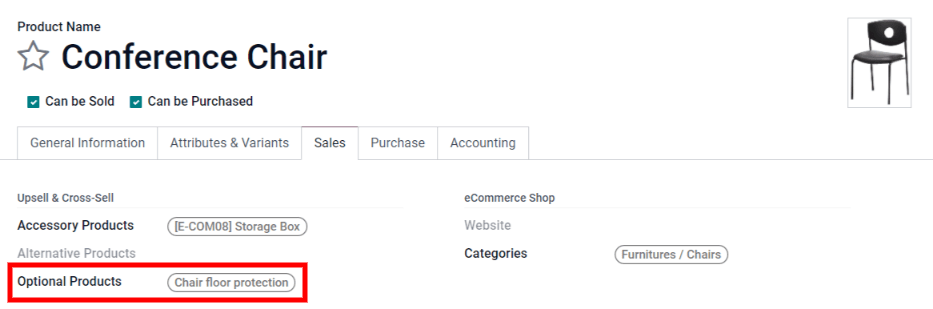 Product Name
Conference Chair
Can be Sold Can be Purchased
General Information Attributes & Variants Sales Purchase Accounting
Upsell & Cross-Sell eCommerce Shop
Accessory Products [E-COM08] Storage Box Website
Alternative Products Categories Furnitures / Chairs
Optional Products Chair floor protection